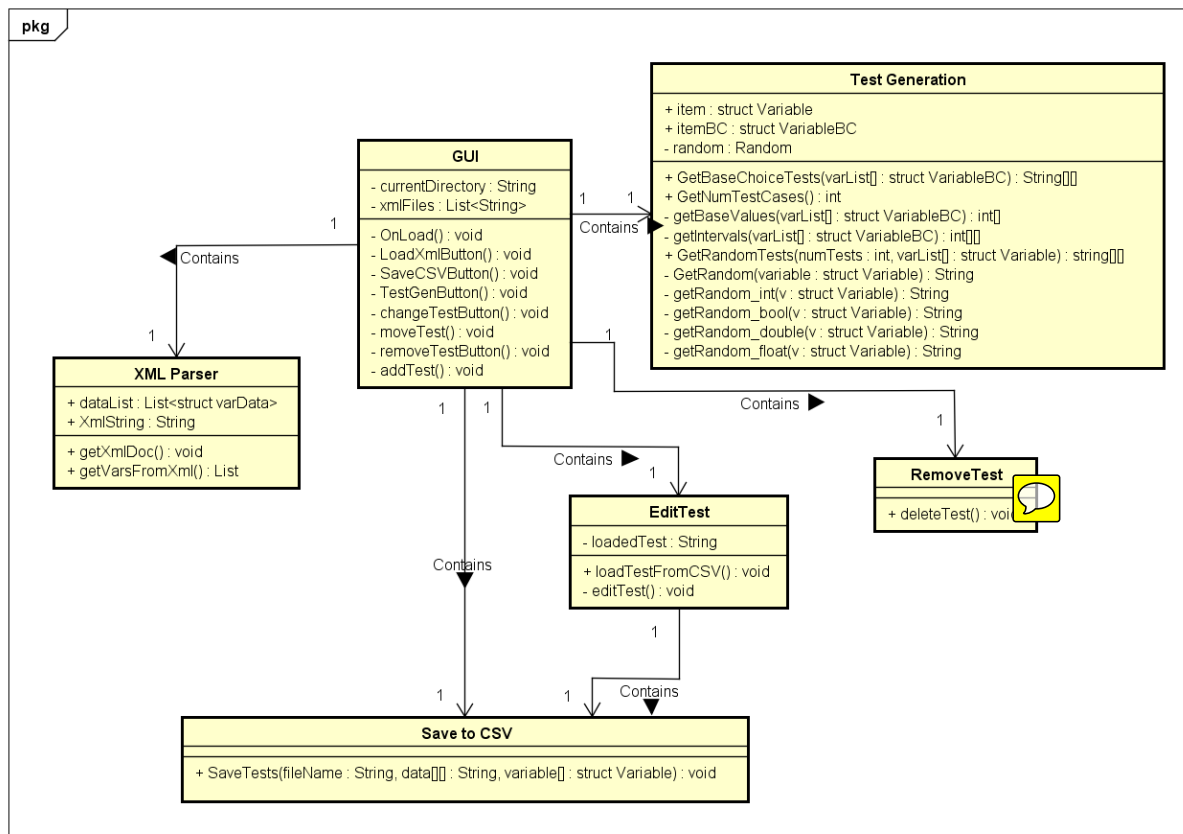 pkg
Test Generation
+ item : struct Variable
+ itemBC : struct VariableBC
- random : Random
+ GetBaseChoiceTests(varList[] : struct VariableBC) : String[][]
+ GetNumTestCases() : int
- getBaseValues(varList[] : struct VariableBC) : int[]
- getIntervals(varList[] : struct VariableBC) : int[][]
+ GetRandomTests(numTests : int, varList[] : struct Variable) : string[][]
- GetRandom(variable : struct Variable) : String
- getRandom_int(v : struct Variable) : String
- getRandom_bool(v : struct Variable) : String
- getRandom_double(v : struct Variable) : String
- getRandom_float(v : struct Variable) : String
GUI
- currentDirectory : String
- xmlFiles : List<String>
- OnLoad() : void
- LoadXmlButton() : void
- SaveCSVButton() : void
- TestGenButton() : void
- changeTestButton() : void
- moveTest() : void
- removeTestButton() : void
- addTest() : void
1
1
Contains
1
Contains
1
XML Parser
+ dataList : List<struct varData>
+ XmlString : String
+ getXmlDoc() : void
+ getVarsFromXml() : List
1
Contains
1
RemoveTest
+ deleteTest() : void
1
1
Contains
1
EditTest
- loadedTest : String
+ loadTestFromCSV() : void
- editTest() : void
Contains
1
1
1
Contains
Save to CSV
+ SaveTests(fileName : String, data[][] : String, variable[] : struct Variable) : void